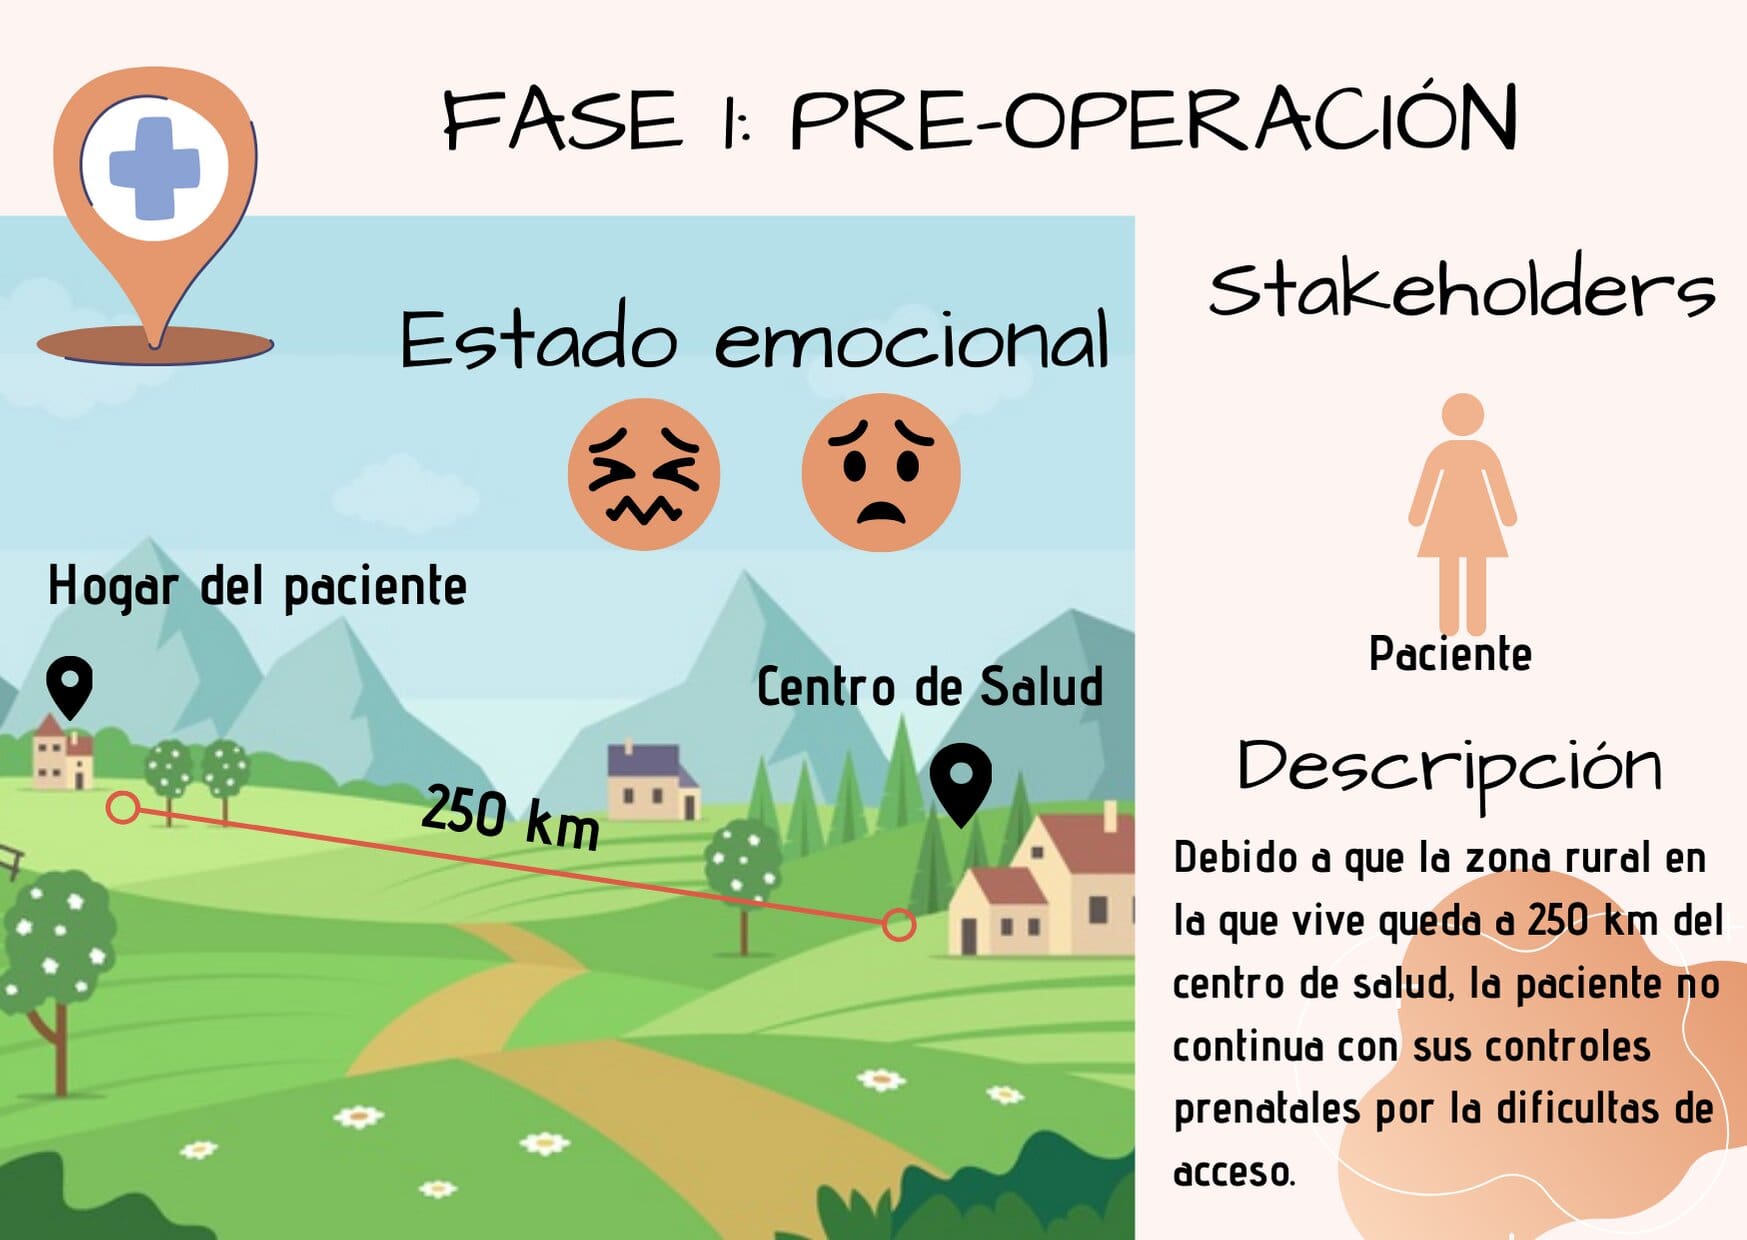 FASE 1: PRE-OPERACIÓN
Estado emocional
Hogar del paciente
Centro de Salud
250 km
Stakeholders
Paciente
Descripción
Debido a que la zona rural en
la que vive queda a 250 km del
centro de salud, la paciente no
continua con sus controles
prenatales por la dificultas de
acceso.